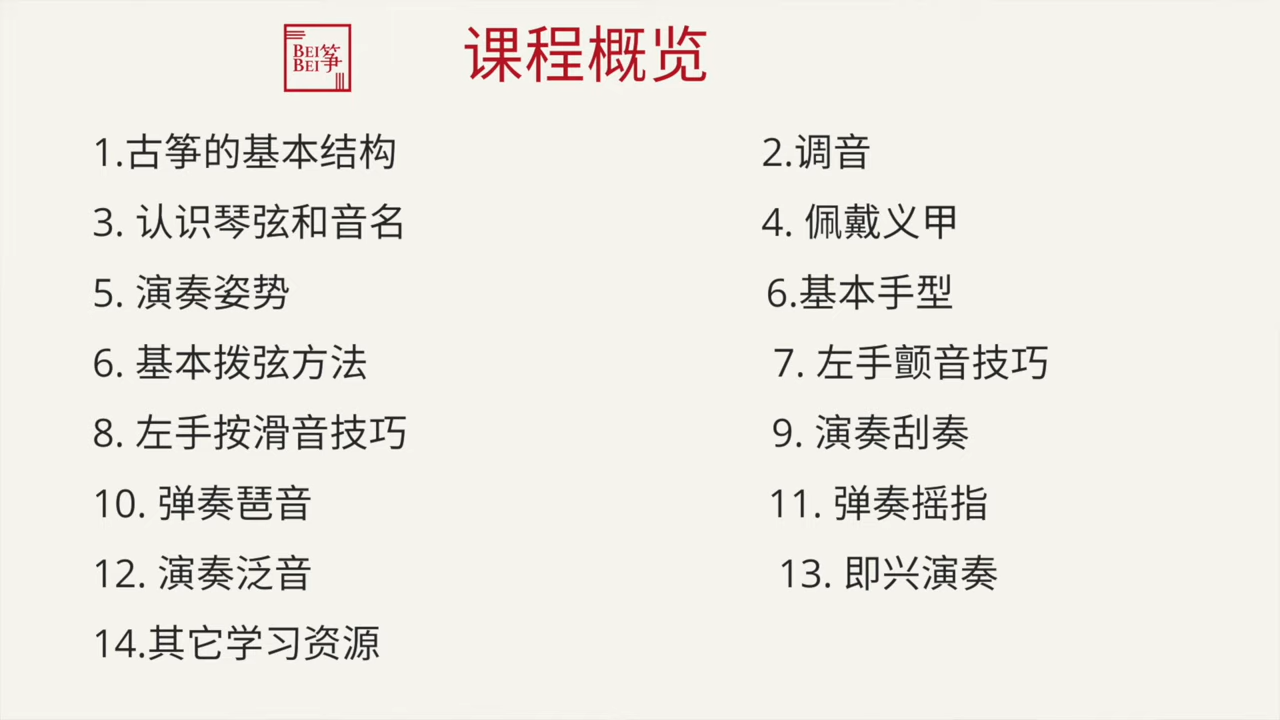 BEI筝
BEI
课程概览
1.古筝的基本结构
2.调音
3. 认识琴弦和音名
4. 佩戴义甲
5. 演奏姿势
6.基本手型
6. 基本拨弦方法
7. 左手颤音技巧
8. 左手按滑音技巧
9. 演奏刮奏
10. 弹奏琶音
11. 弹奏摇指
12. 演奏泛音
13. 即兴演奏
14.其它学习资源